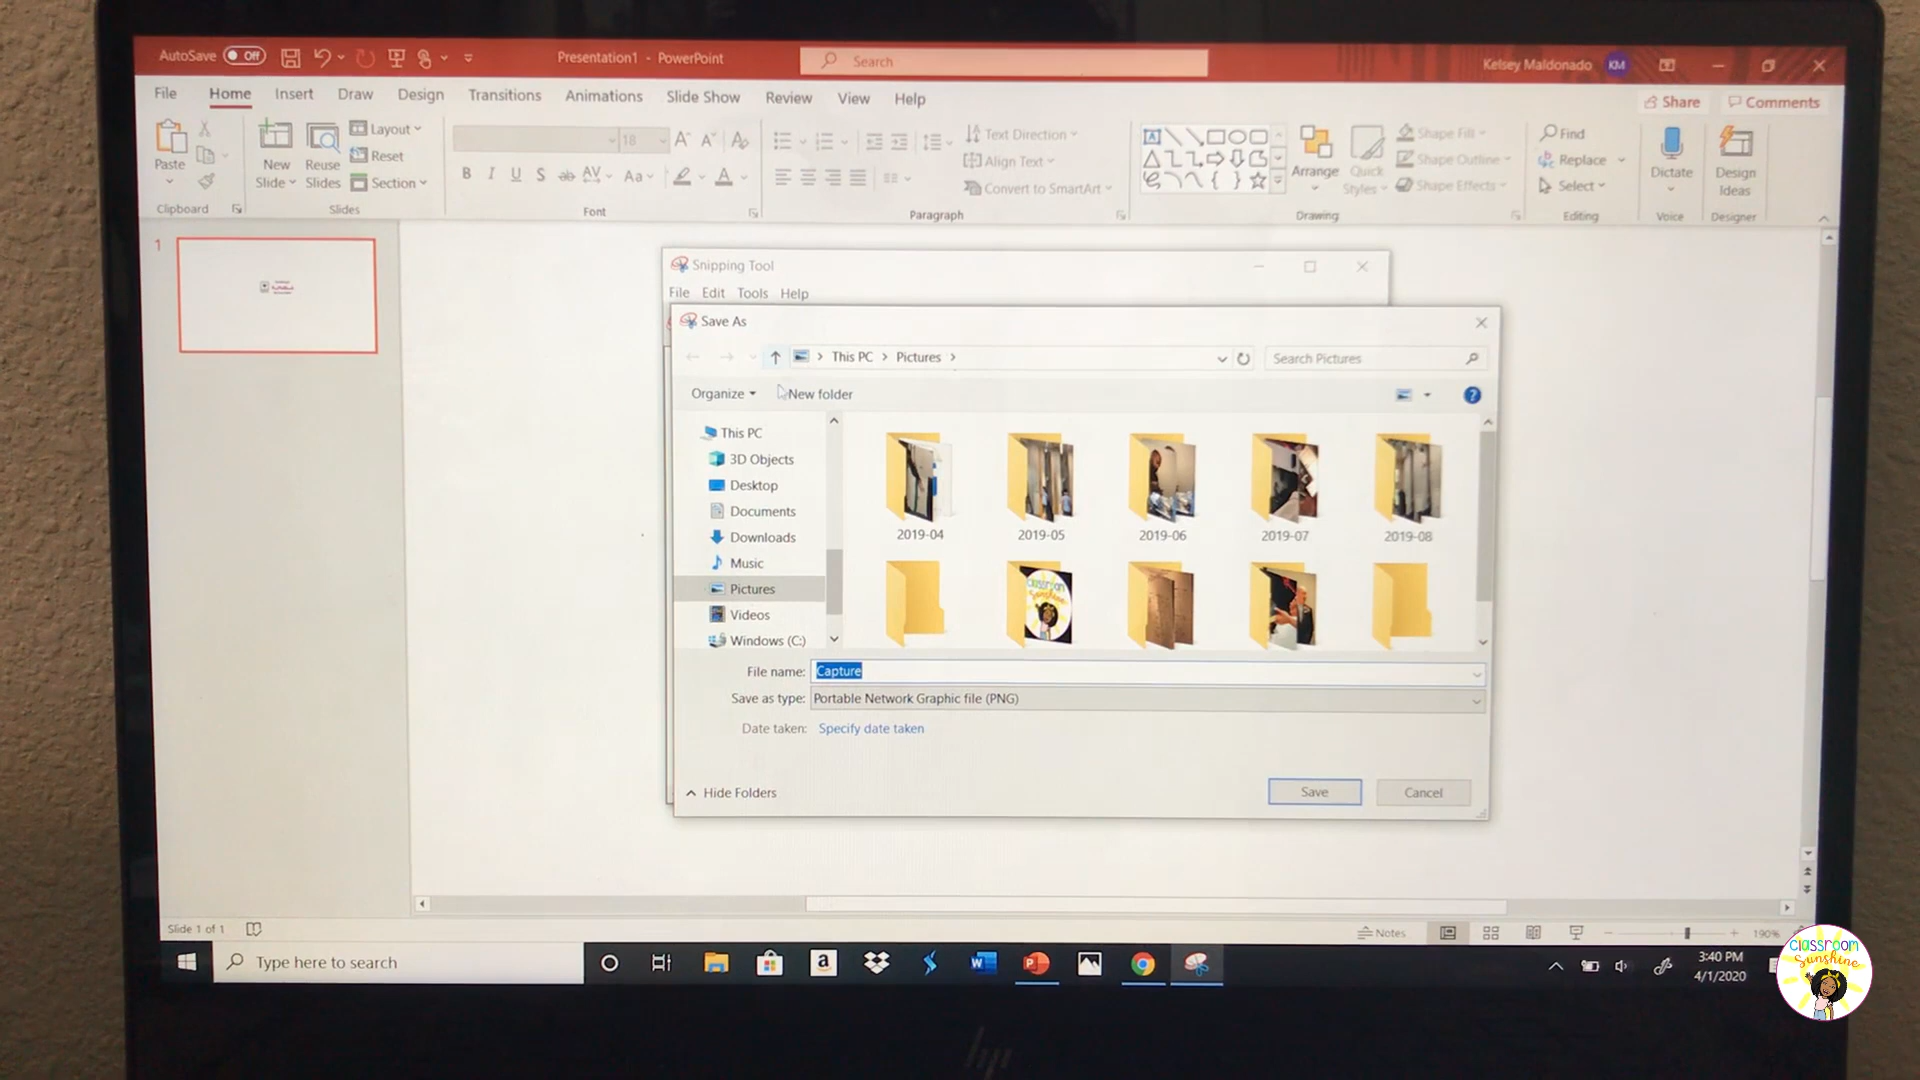 AutoSave Off
Presentation1 - PowerPoint
Search
Kelsey Maldonado KM
File Home Insert Draw Design Transitions Animations Slide Show Review View Help
Share Comments
Paste
Clipboard
New Slide
Reuse Slides
Layout
Reset
Section
Slides
18
Font
Text Direction
Align Text
Convert to SmartArt
Paragraph
Arrange
Quick Styles
Shape Fill
Shape Outline
Shape Effects
Drawing
Find
Replace
Select
Editing
Dictate
Voice
Design Ideas
Designer
1
Snipping Tool
File Edit Tools Help
Save As
This PC > Pictures >
Search Pictures
Organize New folder
This PC
3D Objects
Desktop
Documents
Downloads
Music
Pictures
Videos
Windows (C:)
2019-04 2019-05 2019-06 2019-07 2019-08
classroom Sunshine
File name: Capture
Save as type: Portable Network Graphic file (PNG)
Date taken: Specify date taken
Hide Folders
Save Cancel
Slide 1 of 1
Notes
190%
Type here to search
3:40 PM
4/1/2020
classroom
Sunshine
hp